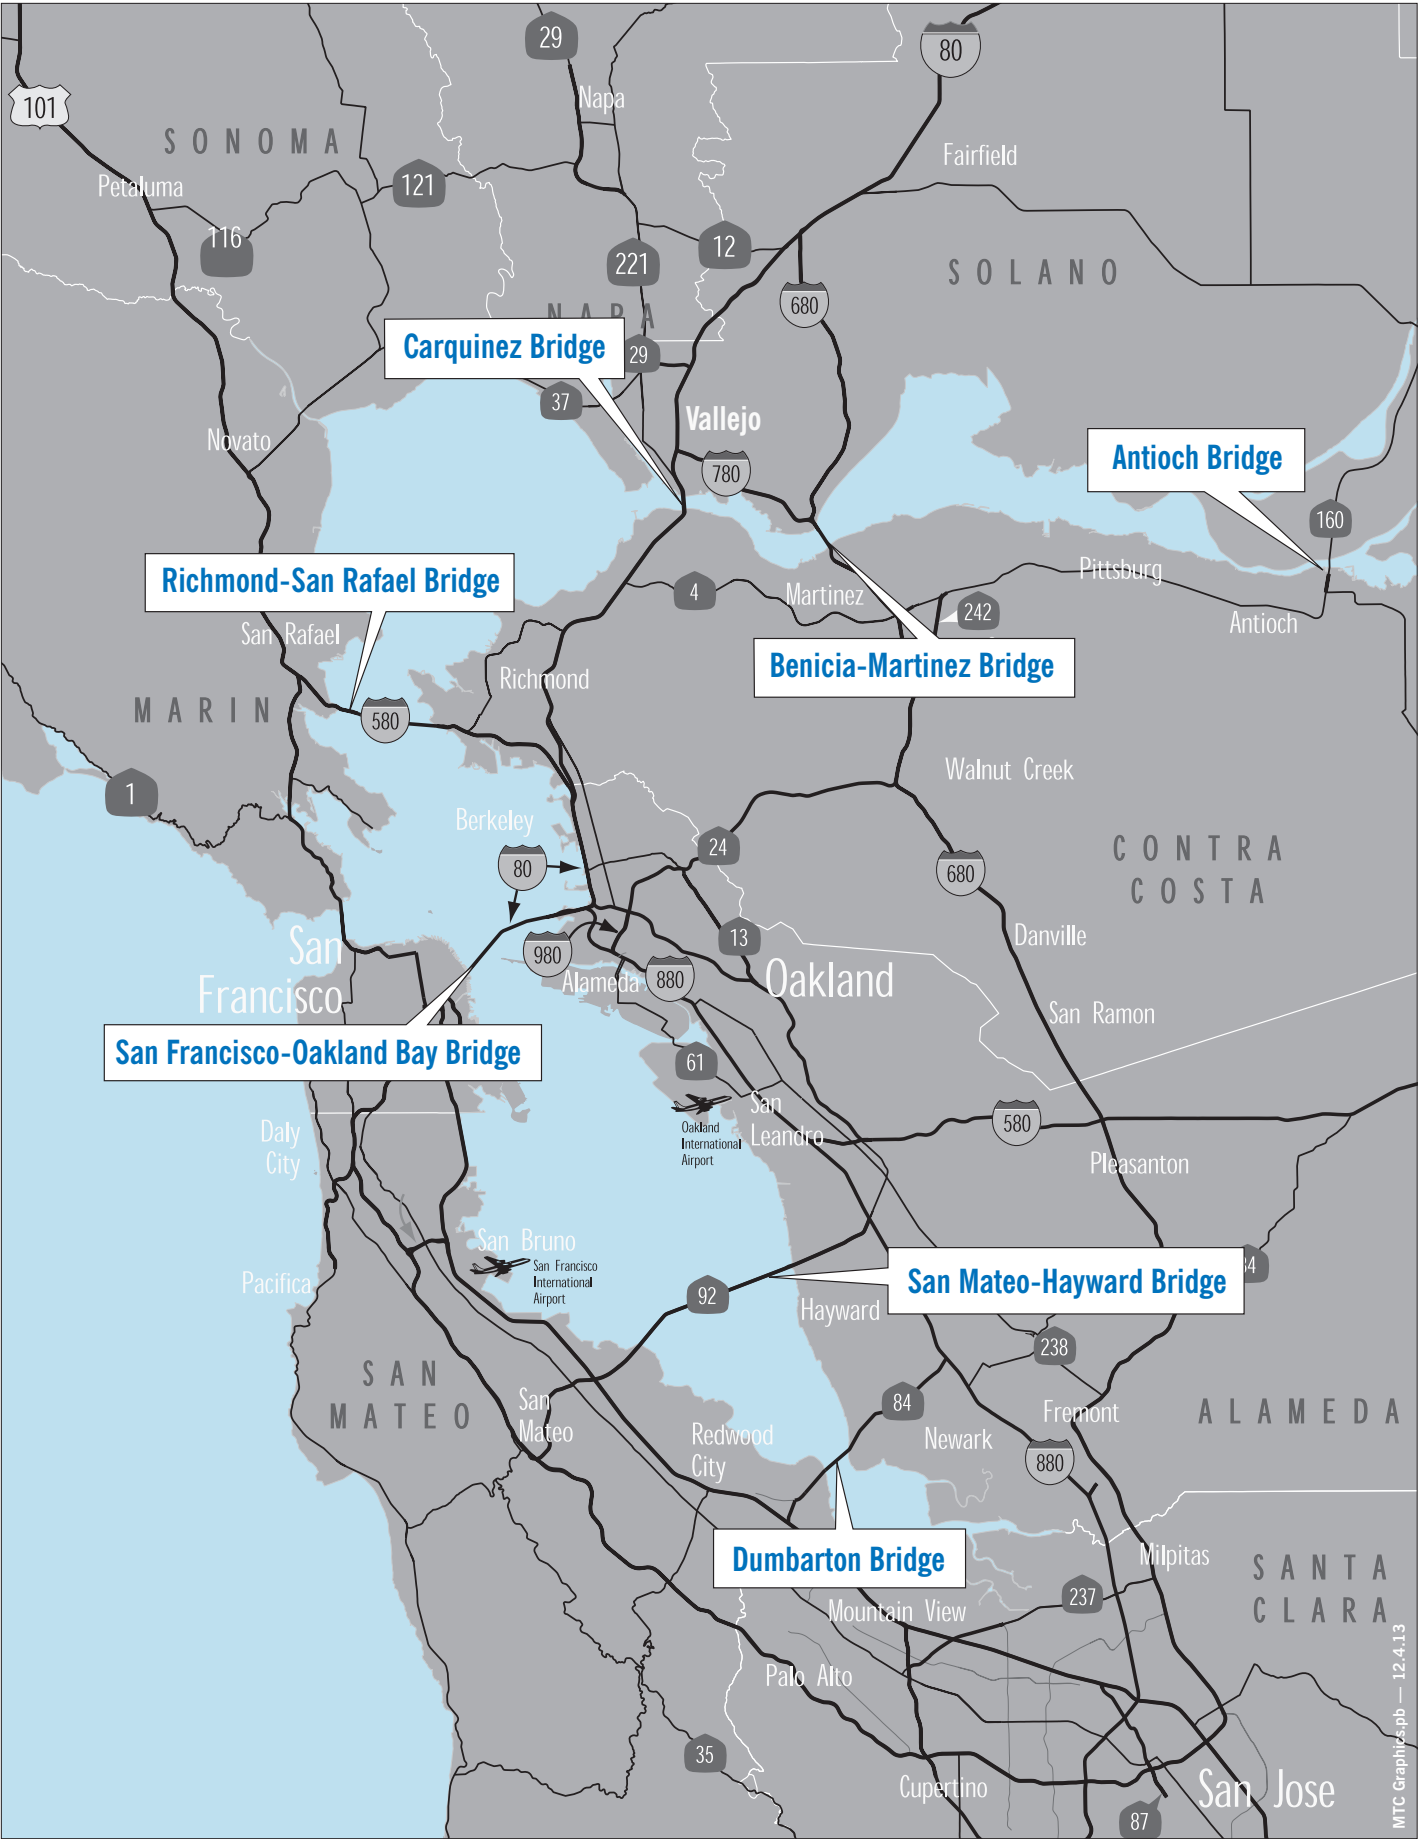 29
80
101
Napa
SONOMA
Fairfield
Petaluma
121
116
12
221
SOLANO
680
NAPA
Carquinez Bridge
29
37
Vallejo
Novato
Antioch Bridge
780
160
Richmond-San Rafael Bridge
Pittsburg
4
Martinez
242
San Rafael
Antioch
Benicia-Martinez Bridge
Richmond
MARIN
580
Walnut Creek
1
Berkeley
24
CONTRA
COSTA
80
680
13
Danville
San
Francisco
980
Alameda
880
Oakland
San Ramon
San Francisco-Oakland Bay Bridge
61
San
Leandro
Oakland
International
Airport
580
Daly
City
Pleasanton
San Bruno
San Francisco
International
Airport
Pacifica
San Mateo-Hayward Bridge
84
92
Hayward
238
SAN
MATEO
San
Mateo
84
Fremont
ALAMEDA
Redwood
City
Newark
880
Dumbarton Bridge
Milpitas
SANTA
CLARA
237
Mountain View
Palo Alto
35
Cupertino
San Jose
87
MTC Graphics.pb — 12.4.13